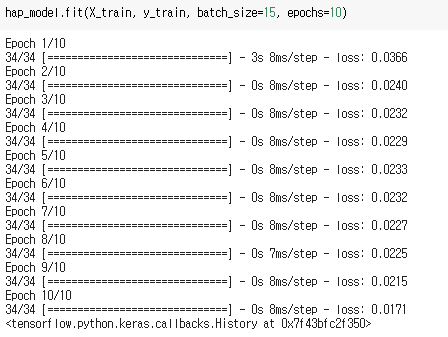 hap_model.fit(X_train, y_train, batch_size=15, epochs=10)
Epoch 1/10
34/34 [==============================] - 3s 8ms/step - loss: 0.0366
Epoch 2/10
34/34 [==============================] - 0s 8ms/step - loss: 0.0240
Epoch 3/10
34/34 [==============================] - 0s 8ms/step - loss: 0.0232
Epoch 4/10
34/34 [==============================] - 0s 8ms/step - loss: 0.0229
Epoch 5/10
34/34 [==============================] - 0s 8ms/step - loss: 0.0233
Epoch 6/10
34/34 [==============================] - 0s 8ms/step - loss: 0.0232
Epoch 7/10
34/34 [==============================] - 0s 8ms/step - loss: 0.0227
Epoch 8/10
34/34 [==============================] - 0s 7ms/step - loss: 0.0225
Epoch 9/10
34/34 [==============================] - 0s 8ms/step - loss: 0.0215
Epoch 10/10
34/34 [==============================] - 0s 8ms/step - loss: 0.0171
<tensorflow.python.keras.callbacks.History at 0x7f43bfc2f350>